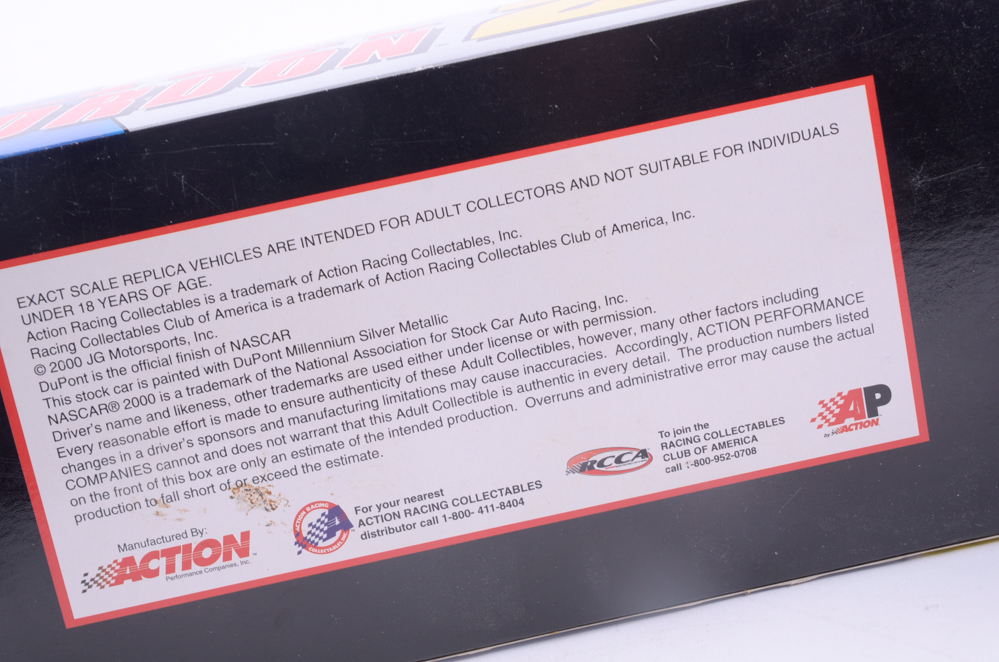 ORDON 2
EXACT SCALE REPLICA VEHICLES ARE INTENDED FOR ADULT COLLECTORS AND NOT SUITABLE FOR INDIVIDUALS
UNDER 18 YEARS OF AGE.
Action Racing Collectables is a trademark of Action Racing Collectables, Inc.
Racing Collectables Club of America is a trademark of Action Racing Collectables Club of America, Inc.
© 2000 JG Motorsports, Inc.
DuPont is the official finish of NASCAR
This stock car is painted with DuPont Millennium Silver Metallic
NASCAR® 2000 is a trademark of the National Association for Stock Car Auto Racing, Inc.
Driver's name and likeness, other trademarks are used either under license or with permission.
Every reasonable effort is made to ensure authenticity of these Adult Collectibles, however, many other factors including
changes in a driver's sponsors and manufacturing limitations may cause inaccuracies. Accordingly, ACTION PERFORMANCE
COMPANIES cannot and does not warrant that this Adult Collectible is authentic in every detail. The production numbers listed
on the front of this box are only an estimate of the intended production. Overruns and administrative error may cause the actual
production to fall short of or exceed the estimate.
Manufactured By:
ACTION™
Performance Companies, Inc.
ACTION RACING
COLLECTABLES, INC.
A
For your nearest
ACTION RACING COLLECTABLES
distributor call 1-800- 411-8404
RCCA
To join the
RACING COLLECTABLES
CLUB OF AMERICA
call 1-800-952-0708
AP
by ACTION